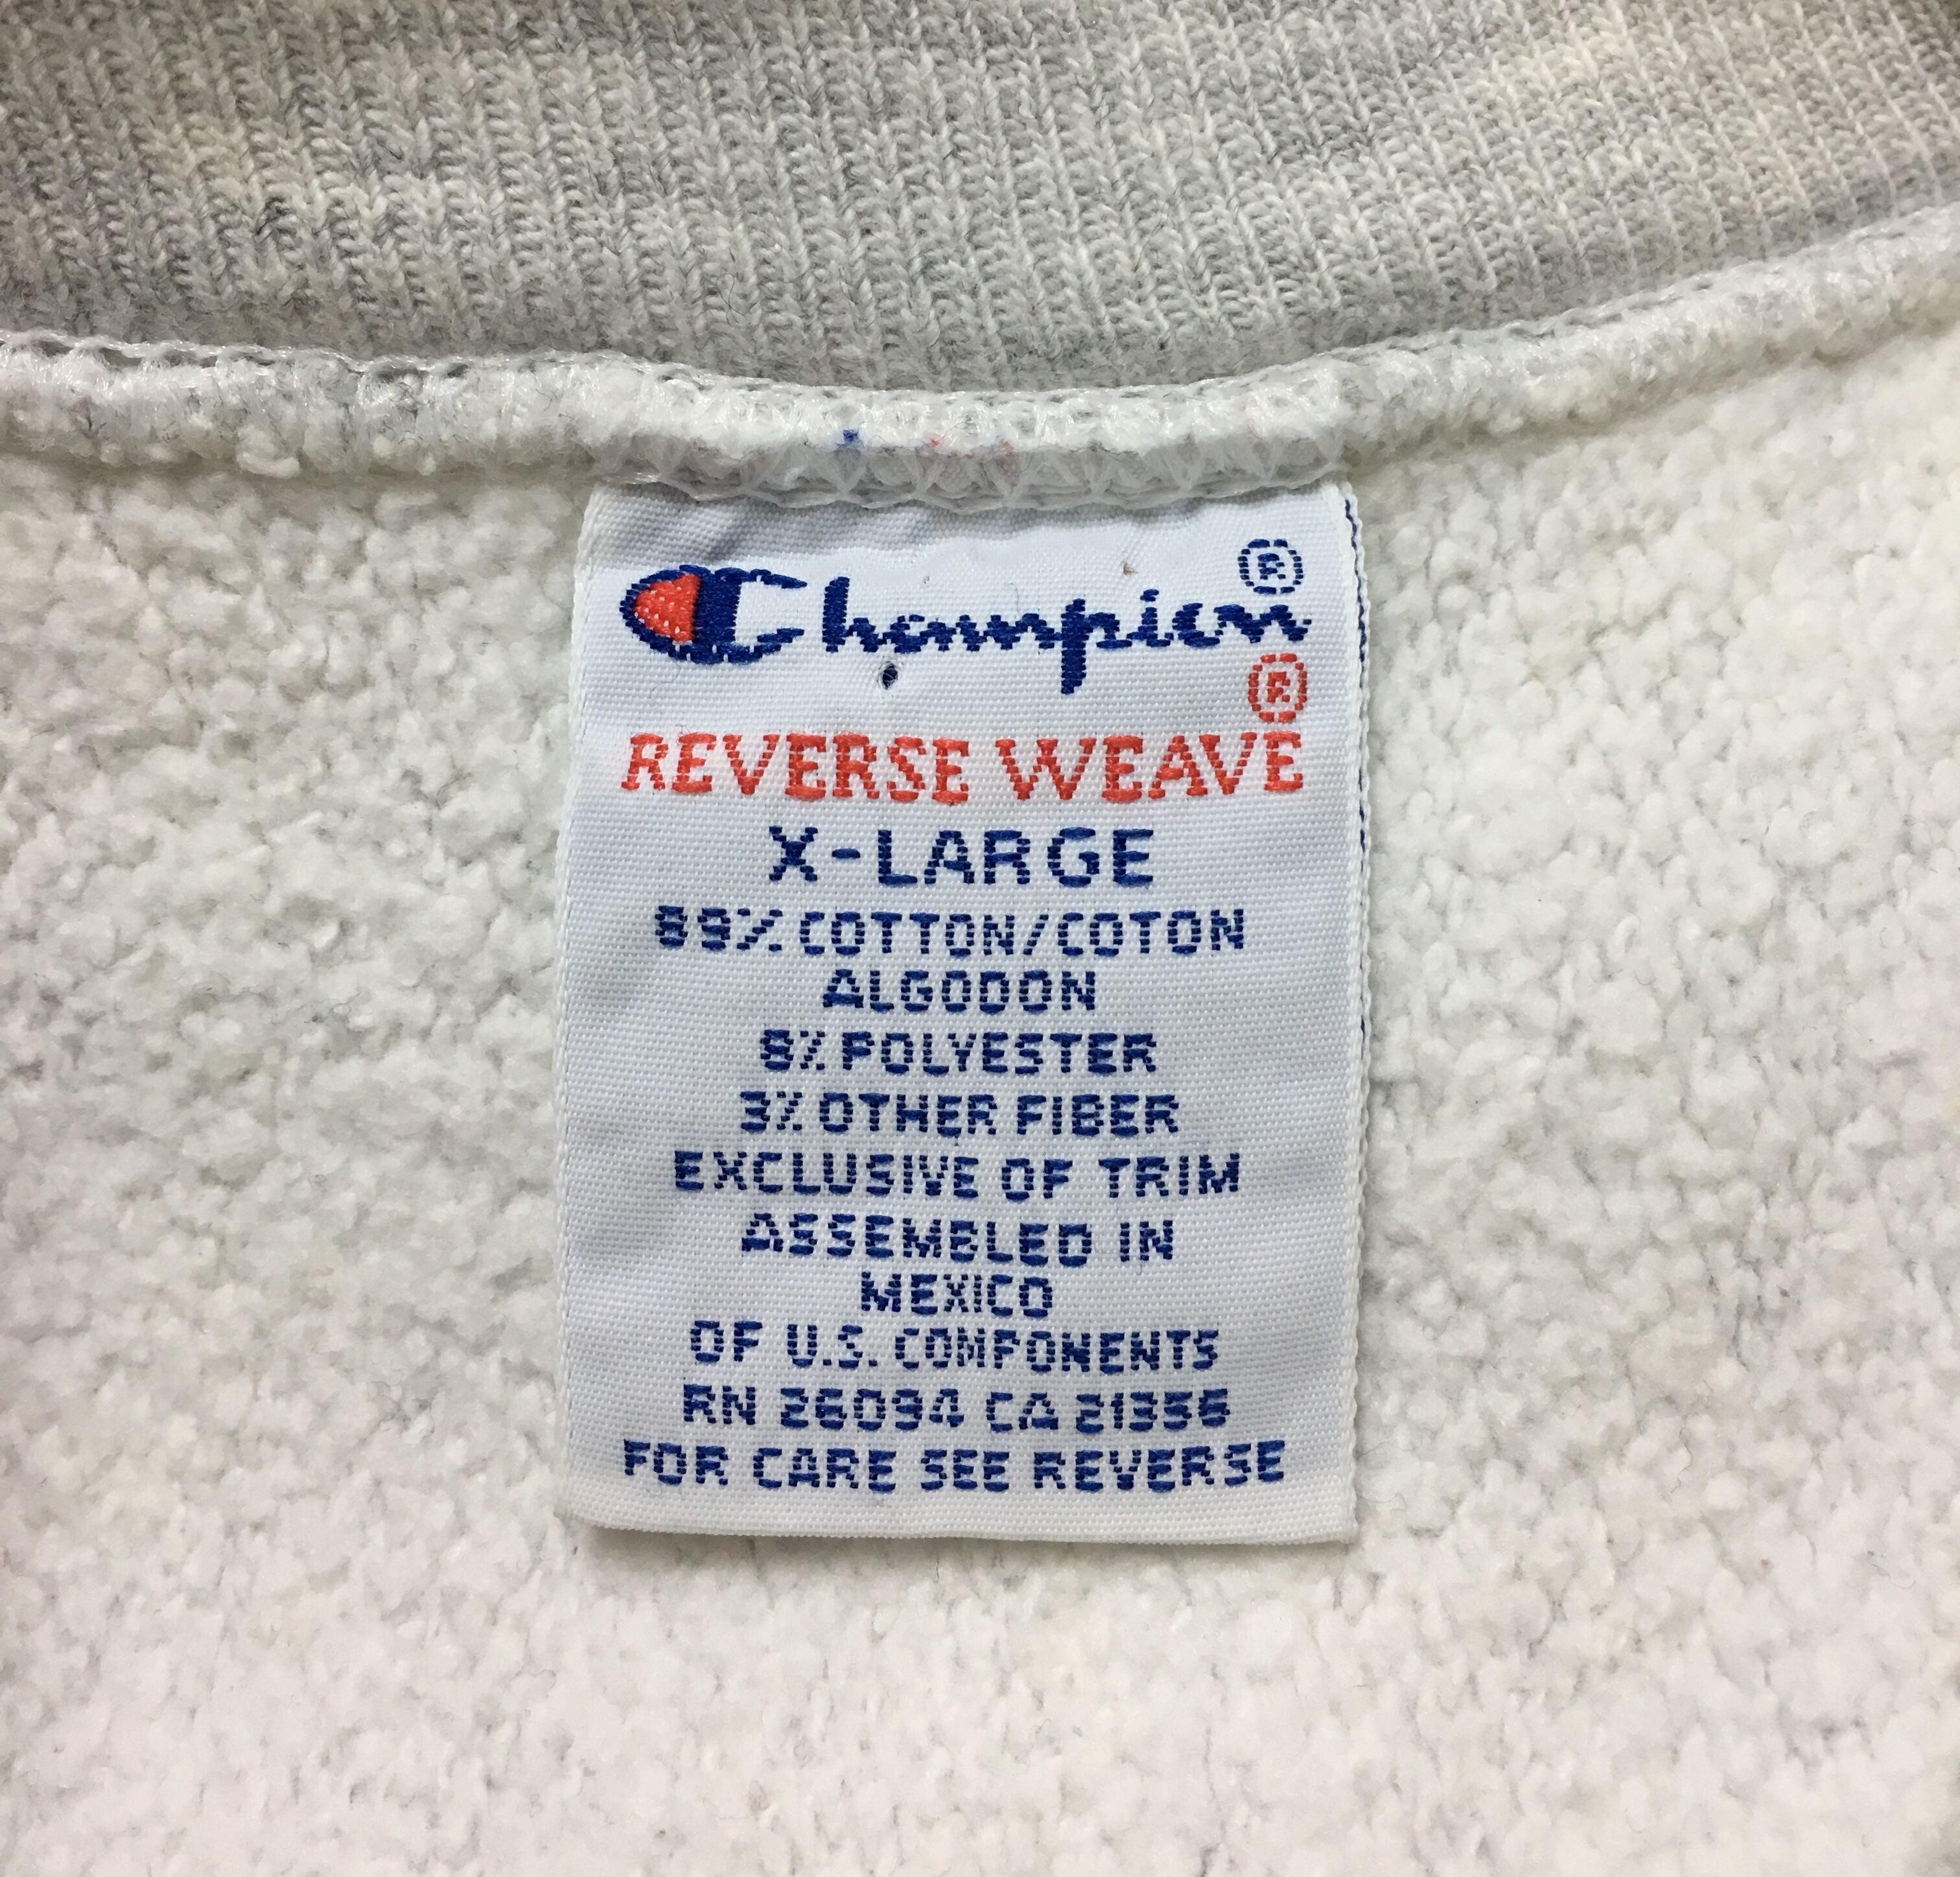 Champion®
®
REVERSE WEAVE
X-LARGE
89% COTTON/COTON
ALGODON
8% POLYESTER
3% OTHER FIBER
EXCLUSIVE OF TRIM
ASSEMBLED IN
MEXICO
OF U.S. COMPONENTS
RN 26094 CA 21356
FOR CARE SEE REVERSE